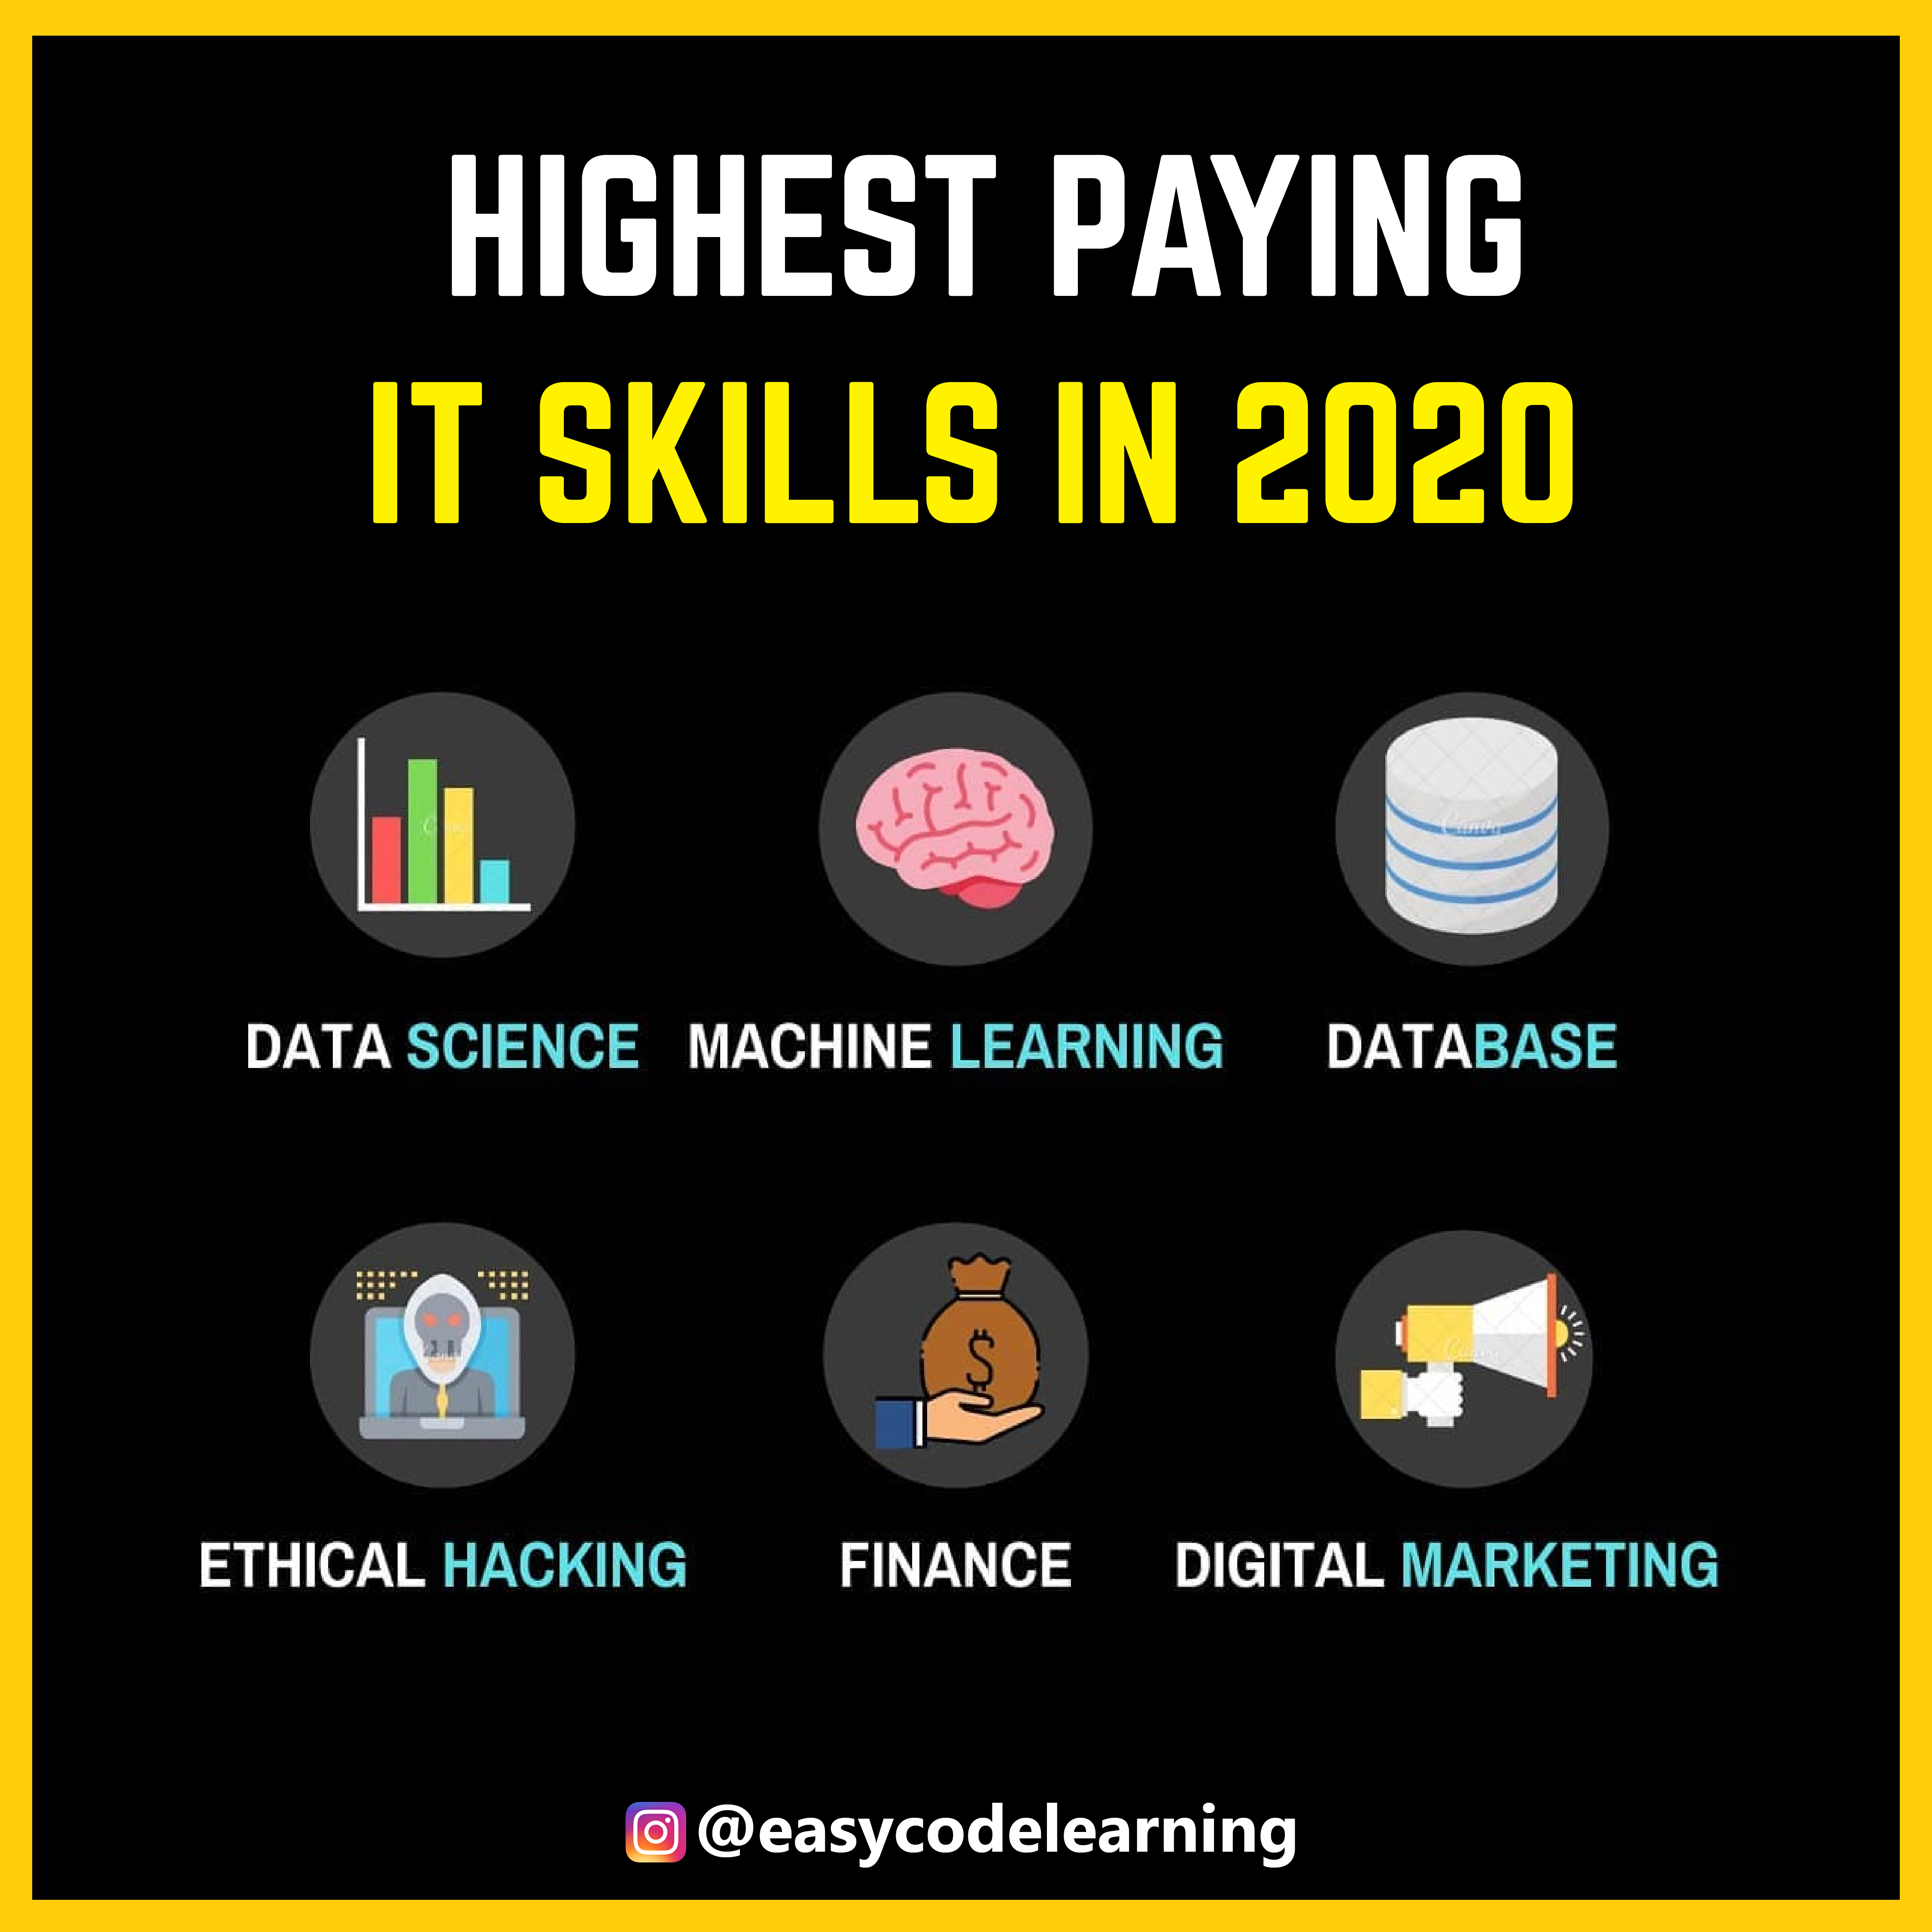 HIGHEST PAYING
IT SKILLS IN 2020
DATA SCIENCE
MACHINE LEARNING
DATABASE
ETHICAL HACKING
FINANCE
DIGITAL MARKETING
@easycodelearning